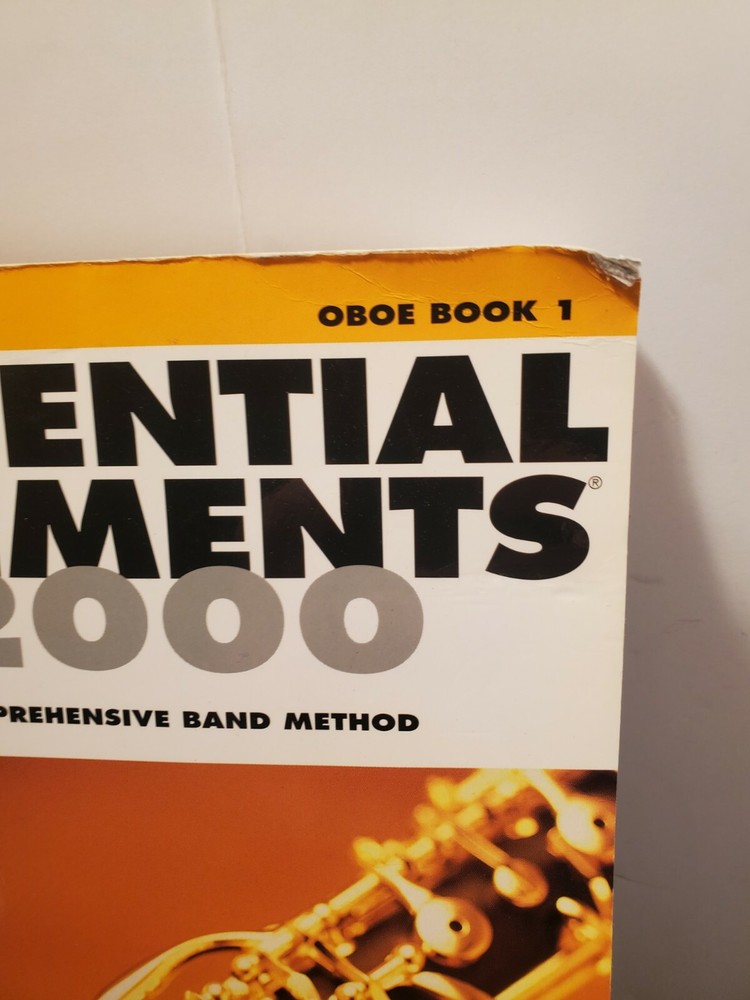 OBOE BOOK 1
ENTIAL
MENTS®
2000
PREHENSIVE BAND METHOD